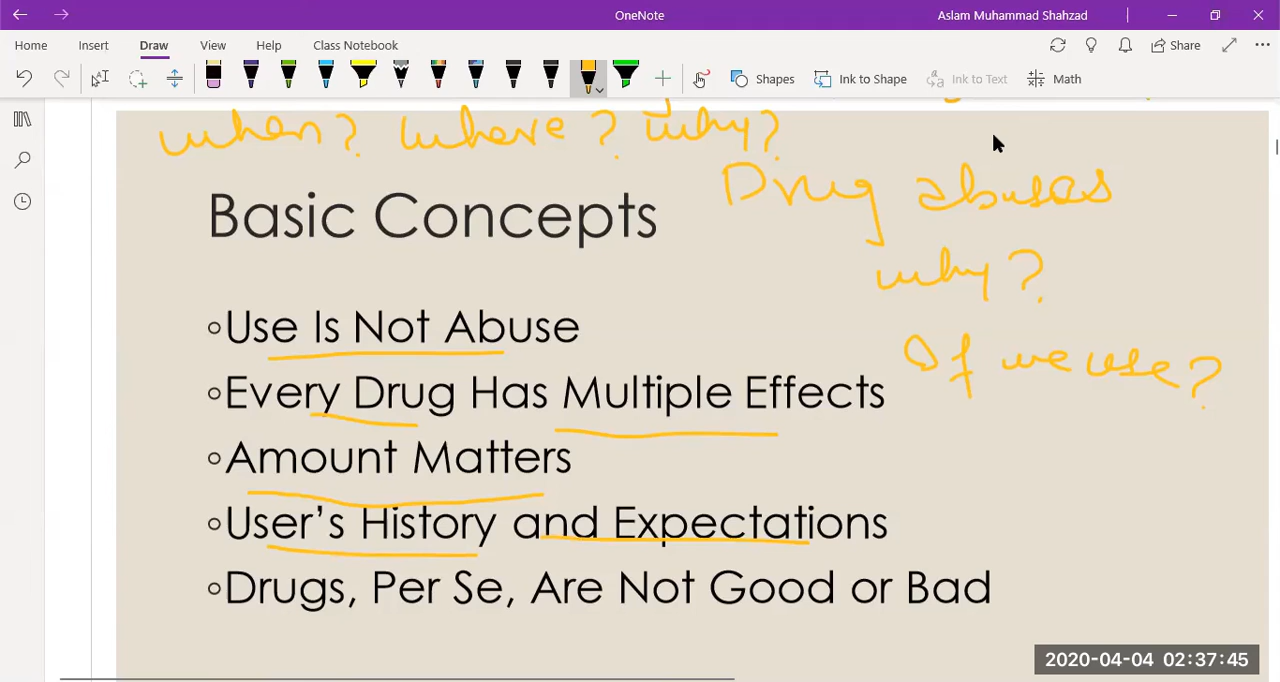 OneNote
Aslam Muhammad Shahzad
Home Insert Draw View Help Class Notebook Share
Shapes Ink to Shape Ink to Text Math
when? where? why?
Drug abuses
why?
If we use?
Basic Concepts
Use Is Not Abuse
Every Drug Has Multiple Effects
Amount Matters
User's History and Expectations
Drugs, Per Se, Are Not Good or Bad
2020-04-04 02:37:45